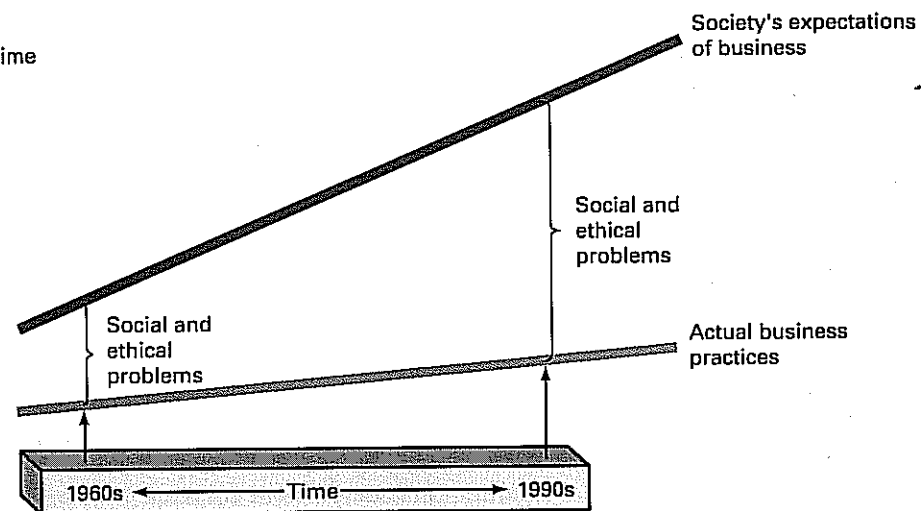 Society's expectations
of business
ime
Social and
ethical
problems
Social and
ethical
problems
Actual business
practices
1960s
Time
1990s